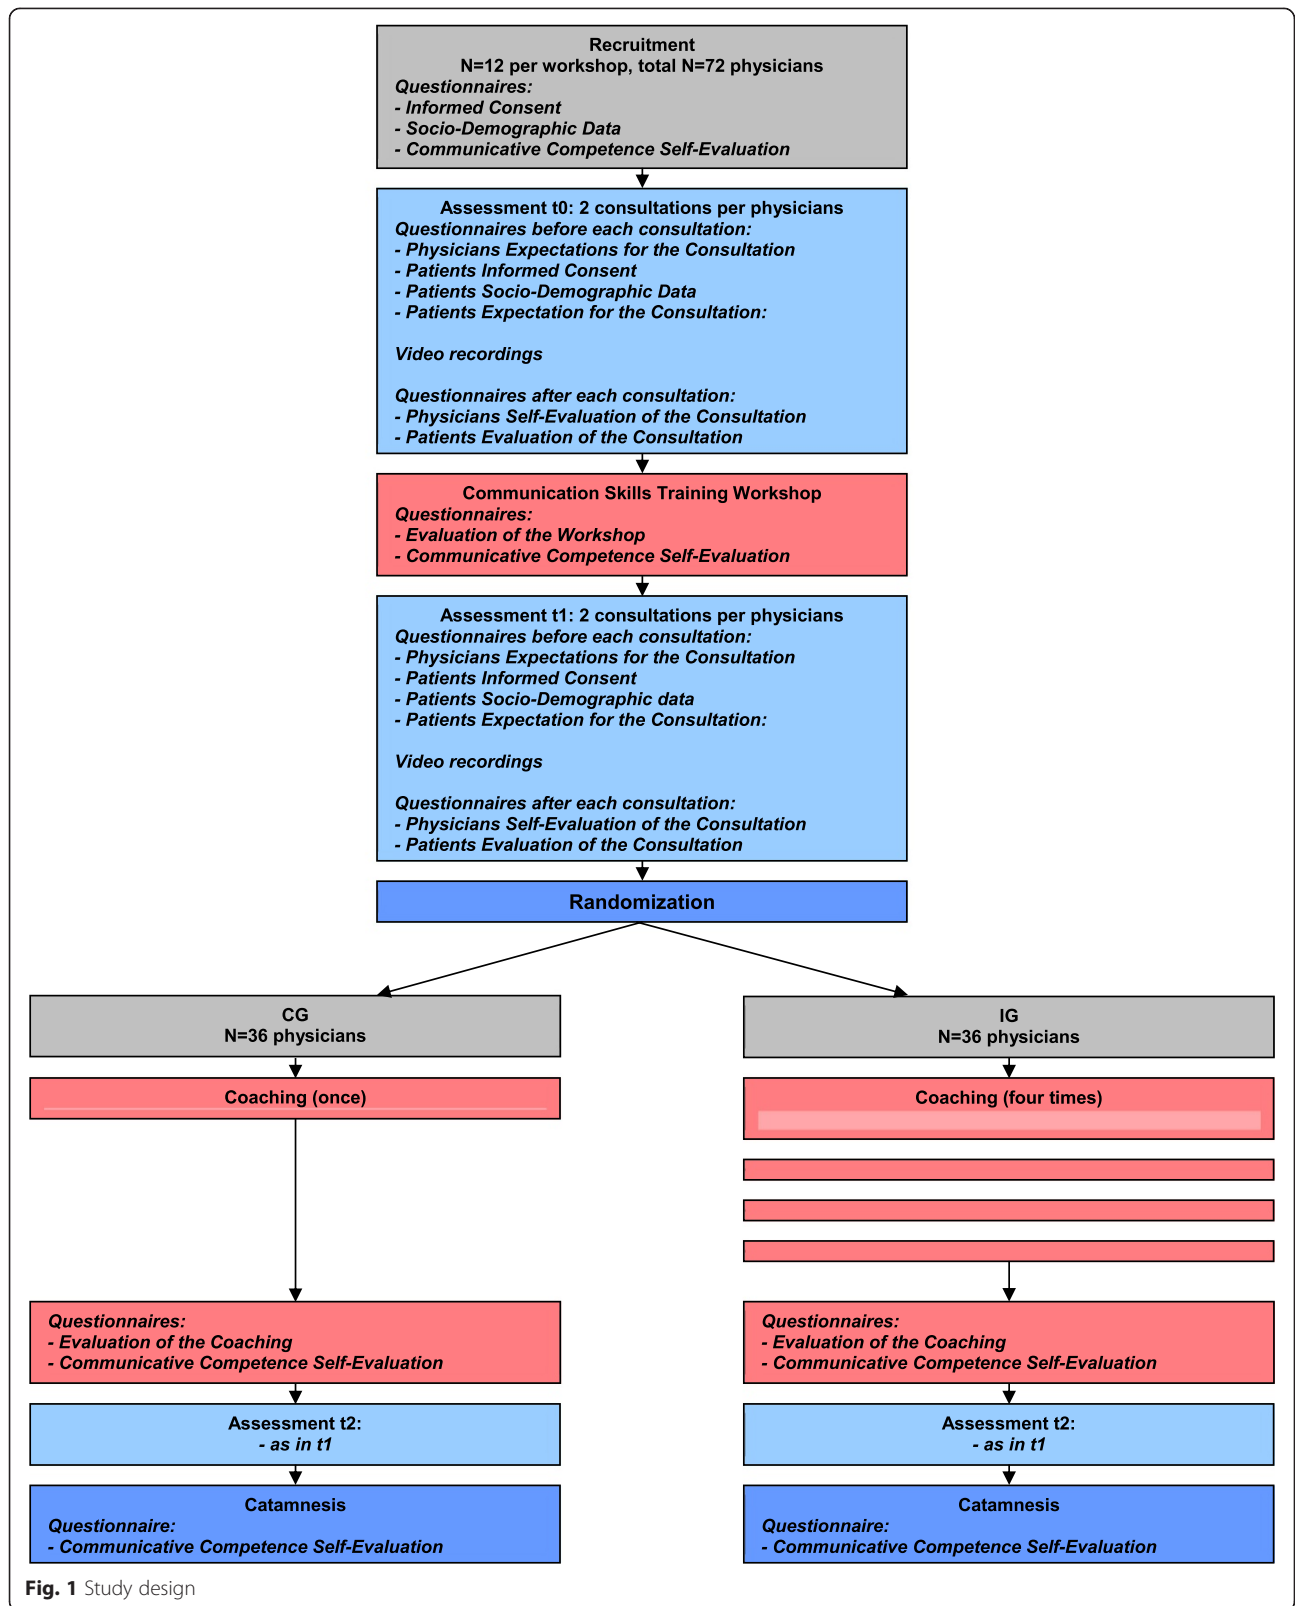 Recruitment
N=12 per workshop, total N=72 physicians
Questionnaires:
- Informed Consent
- Socio-Demographic Data
- Communicative Competence Self-Evaluation
Assessment t0: 2 consultations per physicians
Questionnaires before each consultation:
- Physicians Expectations for the Consultation
- Patients Informed Consent
- Patients Socio-Demographic Data
- Patients Expectation for the Consultation:
Video recordings
Questionnaires after each consultation:
- Physicians Self-Evaluation of the Consultation
- Patients Evaluation of the Consultation
Communication Skills Training Workshop
Questionnaires:
- Evaluation of the Workshop
- Communicative Competence Self-Evaluation
Assessment t1: 2 consultations per physicians
Questionnaires before each consultation:
- Physicians Expectations for the Consultation
- Patients Informed Consent
- Patients Socio-Demographic data
- Patients Expectation for the Consultation:
Video recordings
Questionnaires after each consultation:
- Physicians Self-Evaluation of the Consultation
- Patients Evaluation of the Consultation
Randomization
CG
N=36 physicians
Coaching (once)
Questionnaires:
- Evaluation of the Coaching
- Communicative Competence Self-Evaluation
Assessment t2:
- as in t1
Catamnesis
Questionnaire:
- Communicative Competence Self-Evaluation
IG
N=36 physicians
Coaching (four times)
Questionnaires:
- Evaluation of the Coaching
- Communicative Competence Self-Evaluation
Assessment t2:
- as in t1
Catamnesis
Questionnaire:
- Communicative Competence Self-Evaluation
Fig. 1 Study design